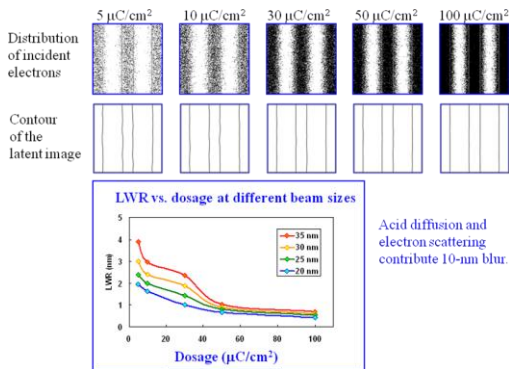 5 μC/cm²
10 μC/cm²
30 μC/cm²
50 μC/cm²
100 μC/cm²
Distribution
of incident
electrons
Contour
of the
latent image
LWR vs. dosage at different beam sizes
LWR (nm)
5
4
3
2
1
0
0
20
40
60
80
100
35 nm
30 nm
25 nm
20 nm
Dosage (μC/cm²)
Acid diffusion and
electron scattering
contribute 10-nm blur.